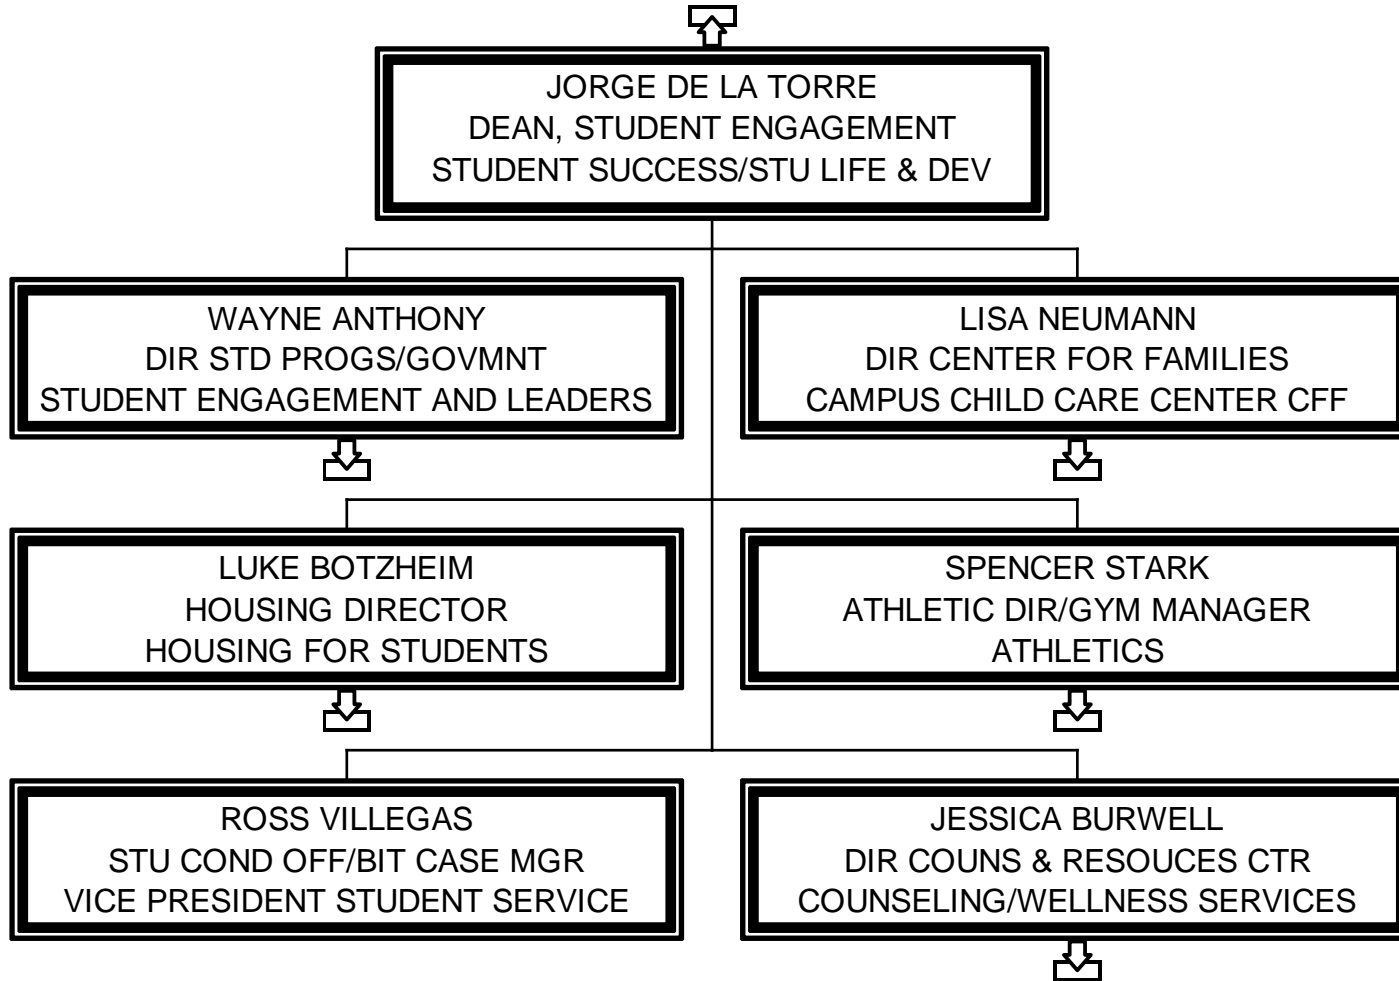 JORGE DE LA TORRE
DEAN, STUDENT ENGAGEMENT
STUDENT SUCCESS/STU LIFE & DEV
WAYNE ANTHONY
DIR STD PROGS/GOVMNT
STUDENT ENGAGEMENT AND LEADERS
LISA NEUMANN
DIR CENTER FOR FAMILIES
CAMPUS CHILD CARE CENTER CFF
LUKE BOTZHEIM
HOUSING DIRECTOR
HOUSING FOR STUDENTS
SPENCER STARK
ATHLETIC DIR/GYM MANAGER
ATHLETICS
ROSS VILLEGAS
STU COND OFF/BIT CASE MGR
VICE PRESIDENT STUDENT SERVICE
JESSICA BURWELL
DIR COUNS & RESOUCES CTR
COUNSELING/WELLNESS SERVICES